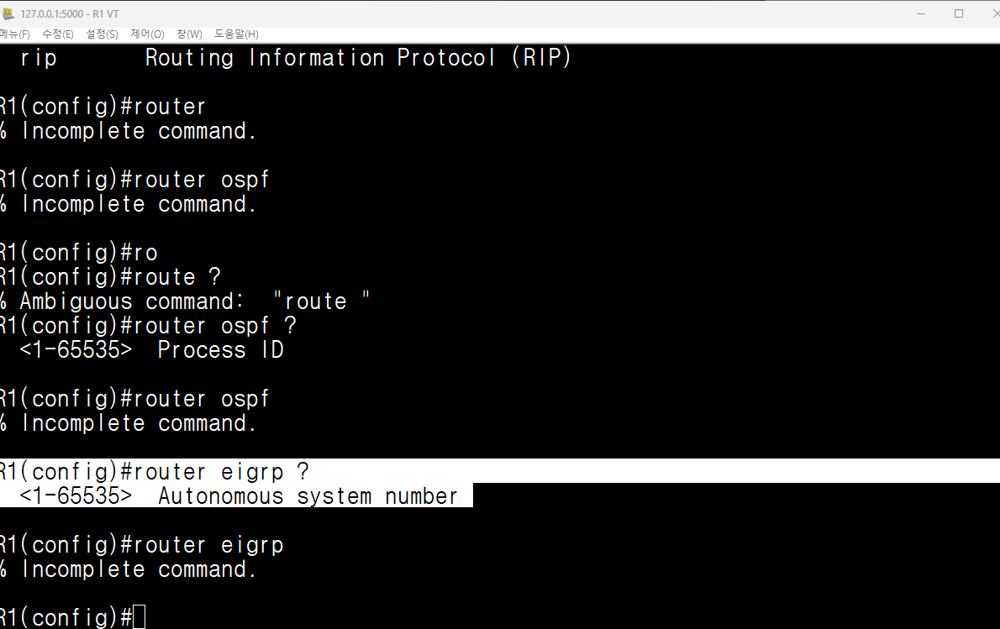 127.0.0.1:5000 - R1 VT
메뉴(F) 수정(E) 설정(S) 제어(O) 창(W) 도움말(H)
rip Routing Information Protocol (RIP)
R1(config)#router
% Incomplete command.
R1(config)#router ospf
% Incomplete command.
R1(config)#ro
R1(config)#route ?
% Ambiguous command: "route "
R1(config)#router ospf ?
<1-65535> Process ID
R1(config)#router ospf
% Incomplete command.
R1(config)#router eigrp ?
<1-65535> Autonomous system number
R1(config)#router eigrp
% Incomplete command.
R1(config)#